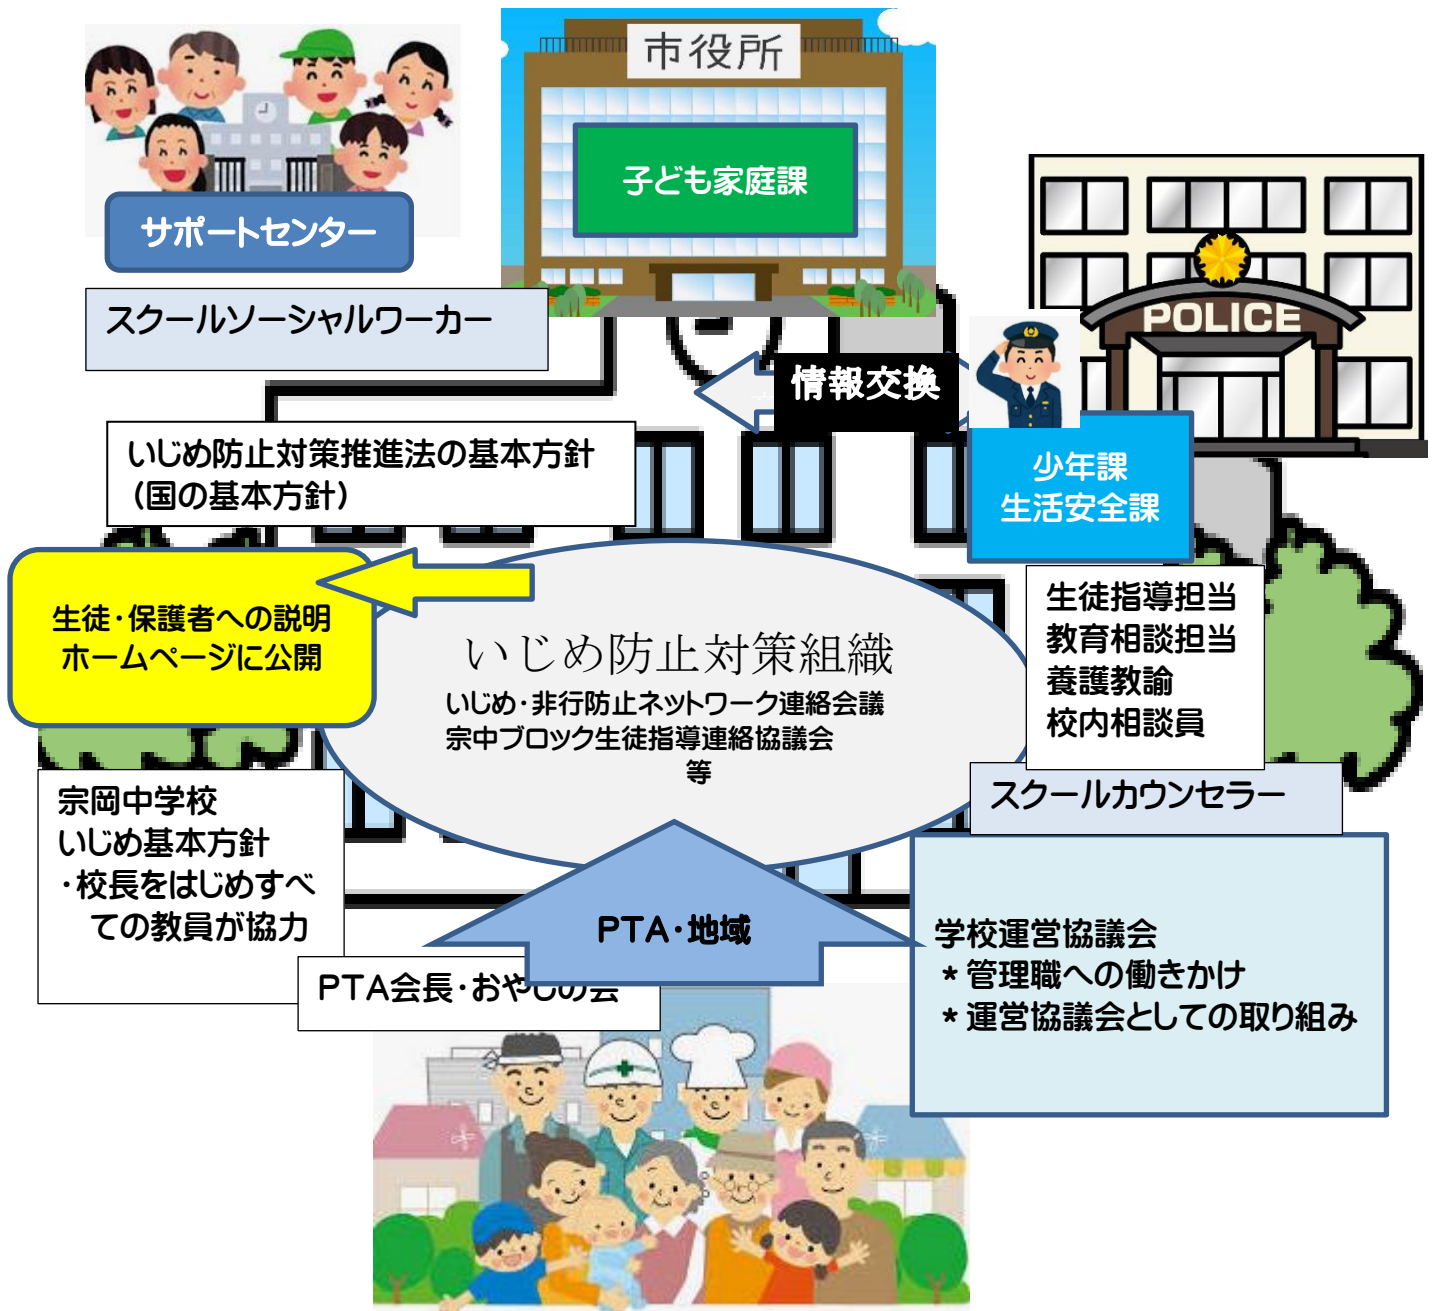 市役所
子ども家庭課
サポートセンター
スクールソーシャルワーカー
POLICE
情報交換
少年課
生活安全課
いじめ防止対策推進法の基本方針
（国の基本方針）
生徒・保護者への説明
ホームページに公開
いじめ防止対策組織
いじめ・非行防止ネットワーク連絡会議
宗中ブロック生徒指導連絡協議会
等
生徒指導担当
教育相談担当
養護教諭
校内相談員
スクールカウンセラー
宗岡中学校
いじめ基本方針
・校長をはじめすべ
ての教員が協力
PTA・地域
PTA会長・おやじの会
学校運営協議会
＊管理職への働きかけ
＊運営協議会としての取り組み